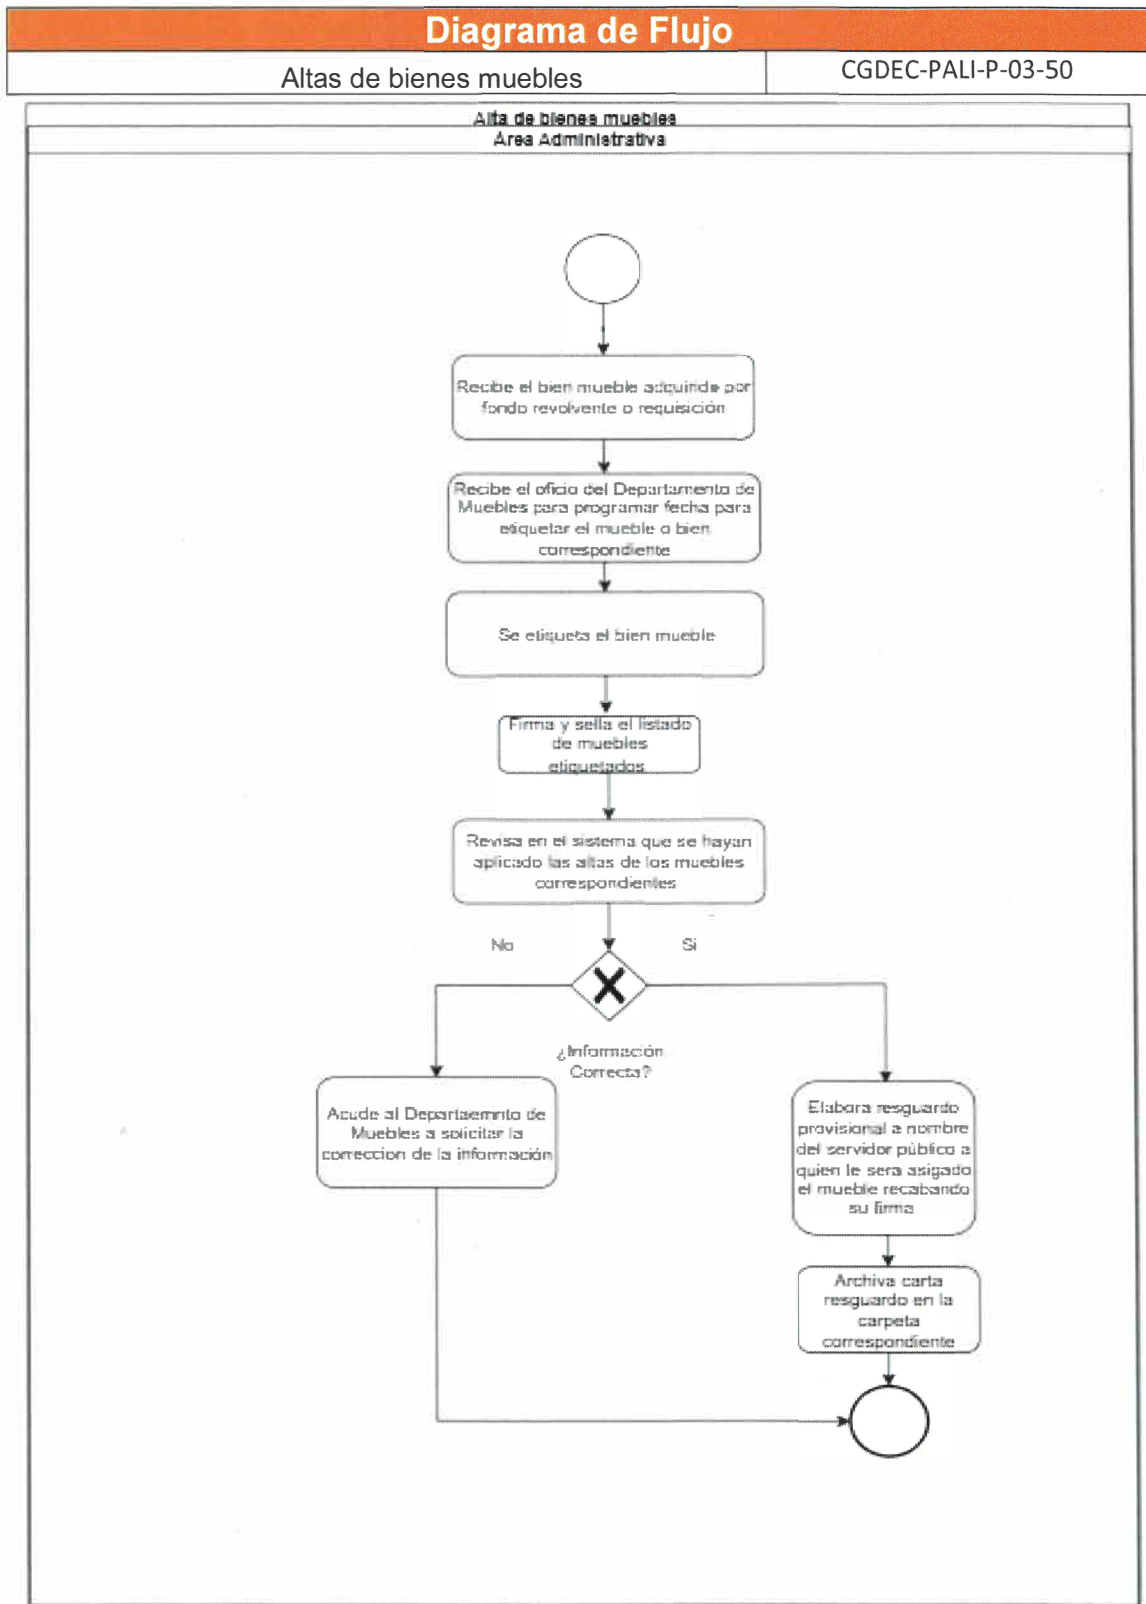 Diagrama de Flujo
Altas de bienes muebles
CGDEC-PALI-P-03-50
Alta de bienes muebles
Área Administrativa
Recibe el bien mueble adquiride por
fondo revolvente o requisición
Recibe el oficio del Departamento de
Muebles para programar fecha para
etiquetar el mueble o bien
correspondiente
Se etiqueta el bien mueble
Firma y sella el listado
de muebles
etiquetados
Revisa en el sistema que se hayan
aplicado las altas de los muebles
correspondientes
No
Si
¿Información
Correcta?
Acude al Departaemnto de
Muebles a solicitar la
correccion de la información
Elabora resguardo
provisional a nombre
del servidor público a
quien le sera asigado
el mueble recabando
su firma
Archiva carta
resguardo en la
carpeta
correspondiente